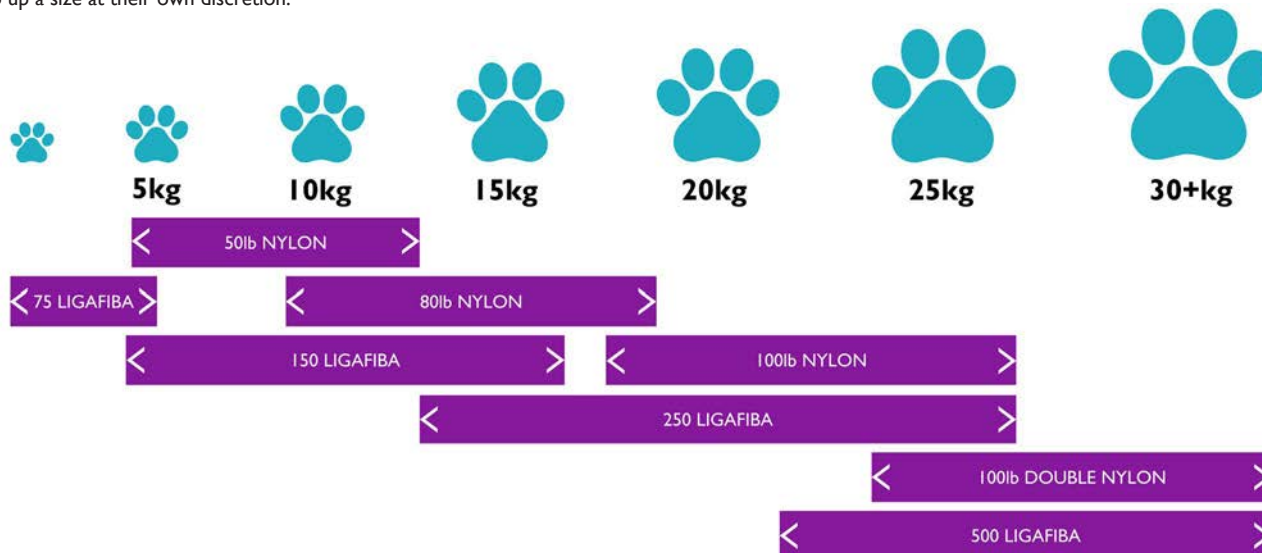 up a size at their own discretion.
5kg 10kg 15kg 20kg 25kg 30+kg
50lb NYLON
75 LIGAFIBA 80lb NYLON
150 LIGAFIBA 100lb NYLON
250 LIGAFIBA
100lb DOUBLE NYLON
500 LIGAFIBA